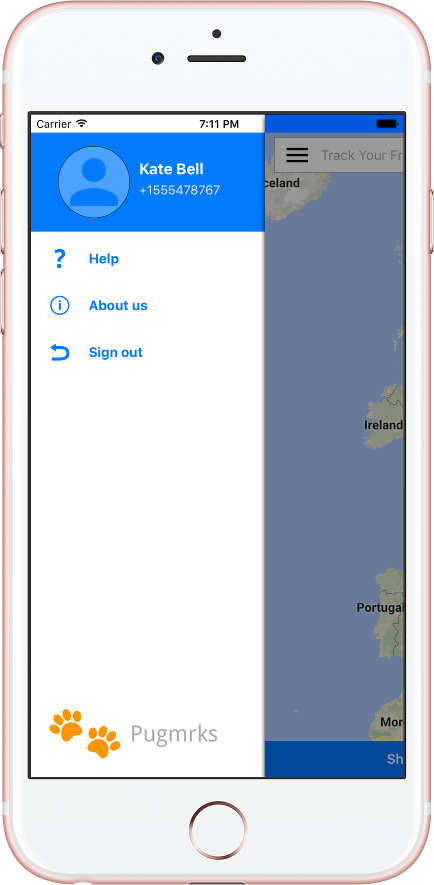 Carrier 7:11 PM
Kate Bell
+1555478767
Track Your Fr
celand
Help
About us
Sign out
Ireland
Portugal
Mor
Pugmrks
Sh